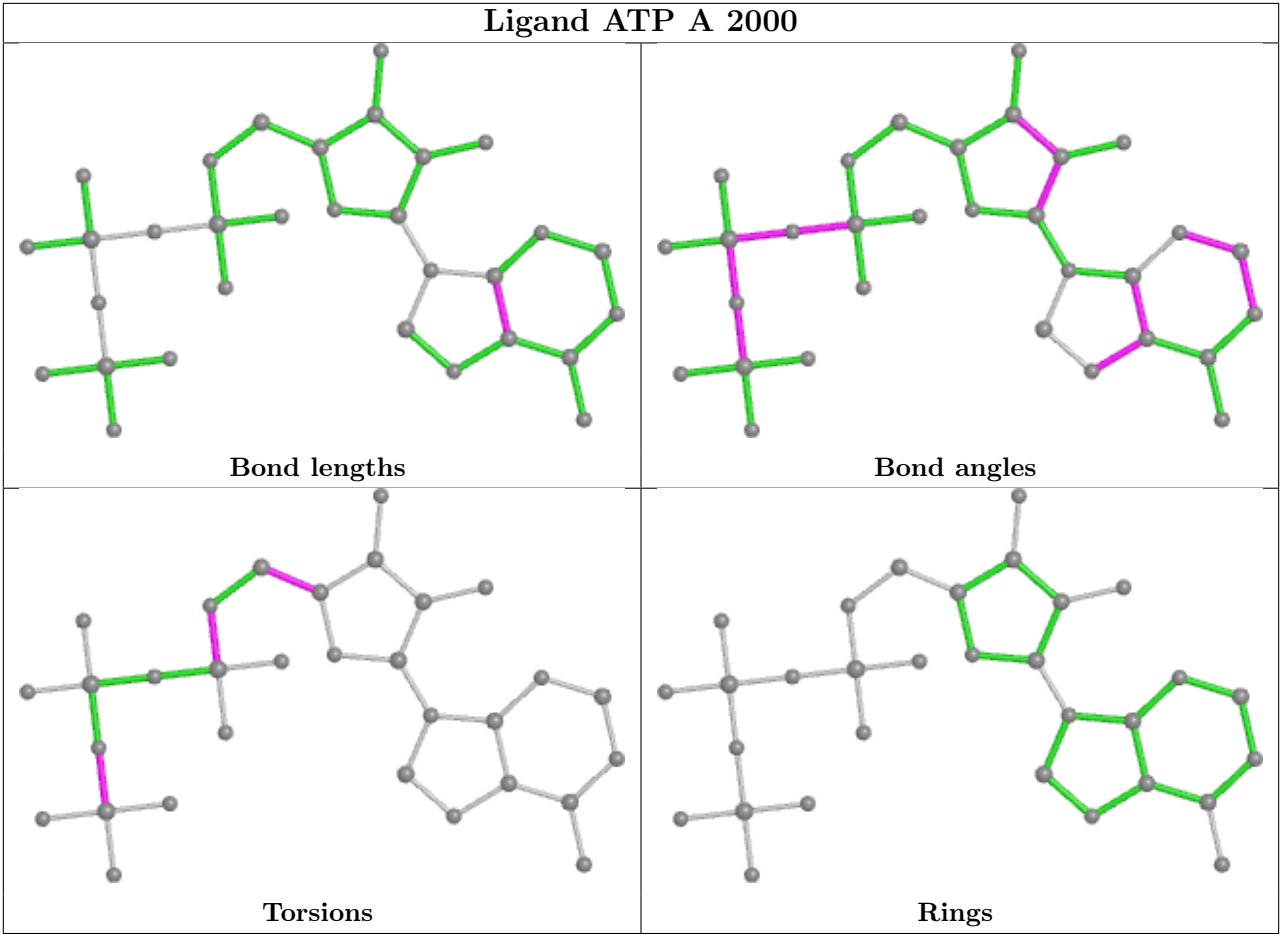 Ligand ATP A 2000
Bond lengths
Bond angles
Torsions
Rings